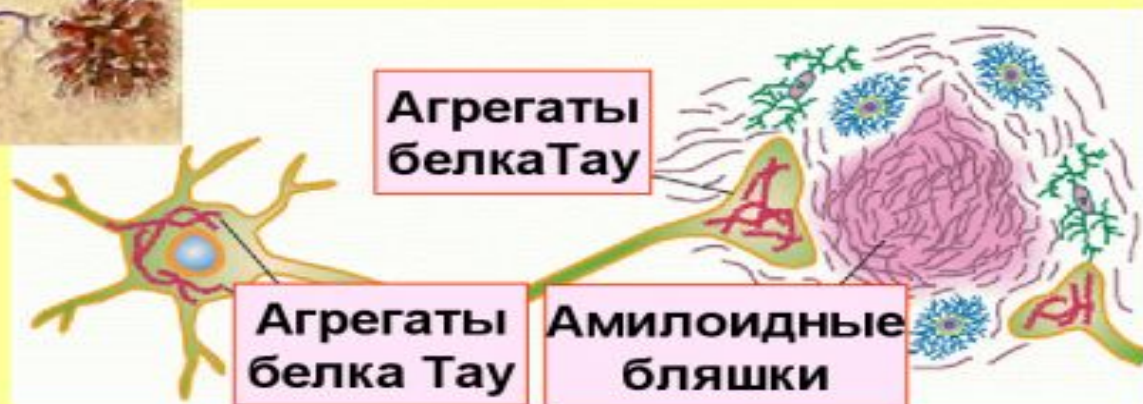 Агрегаты
белкаТау
Агрегаты
белка Тау
Амилоидные
бляшки